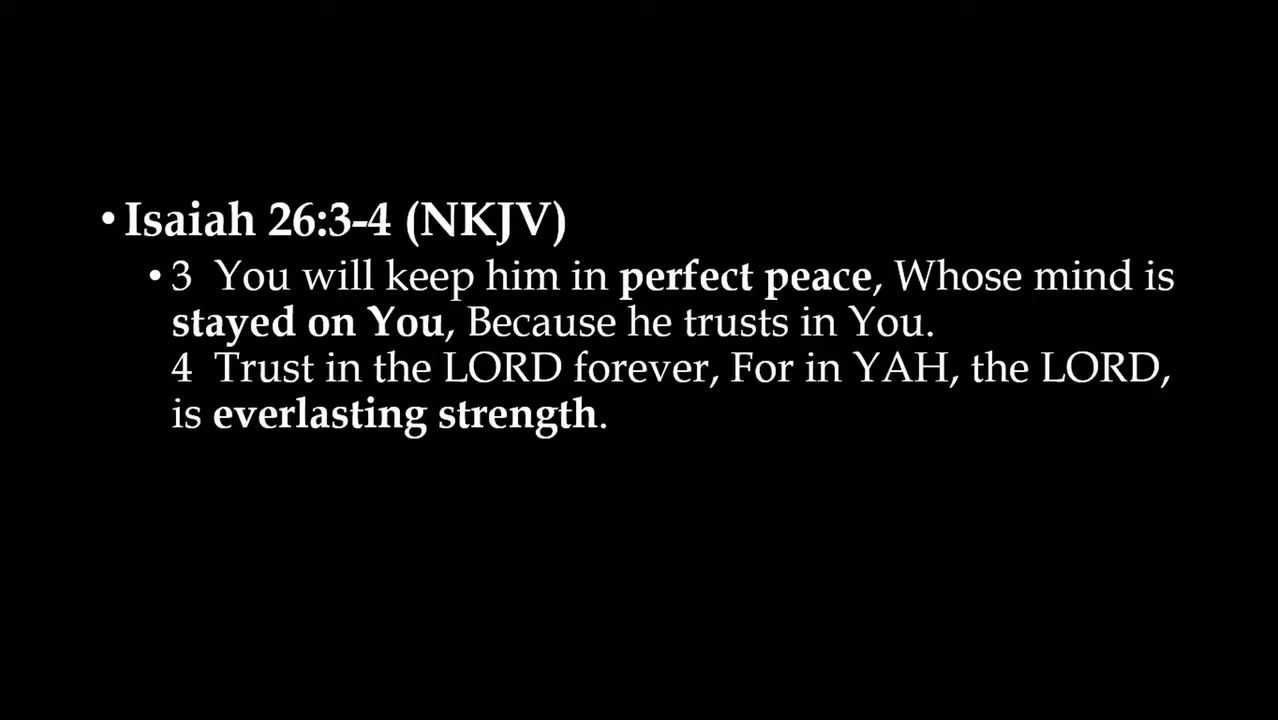 • Isaiah 26:3-4 (NKJV)
• 3 You will keep him in perfect peace, Whose mind is
stayed on You, Because he trusts in You.
4 Trust in the LORD forever, For in YAH, the LORD,
is everlasting strength.